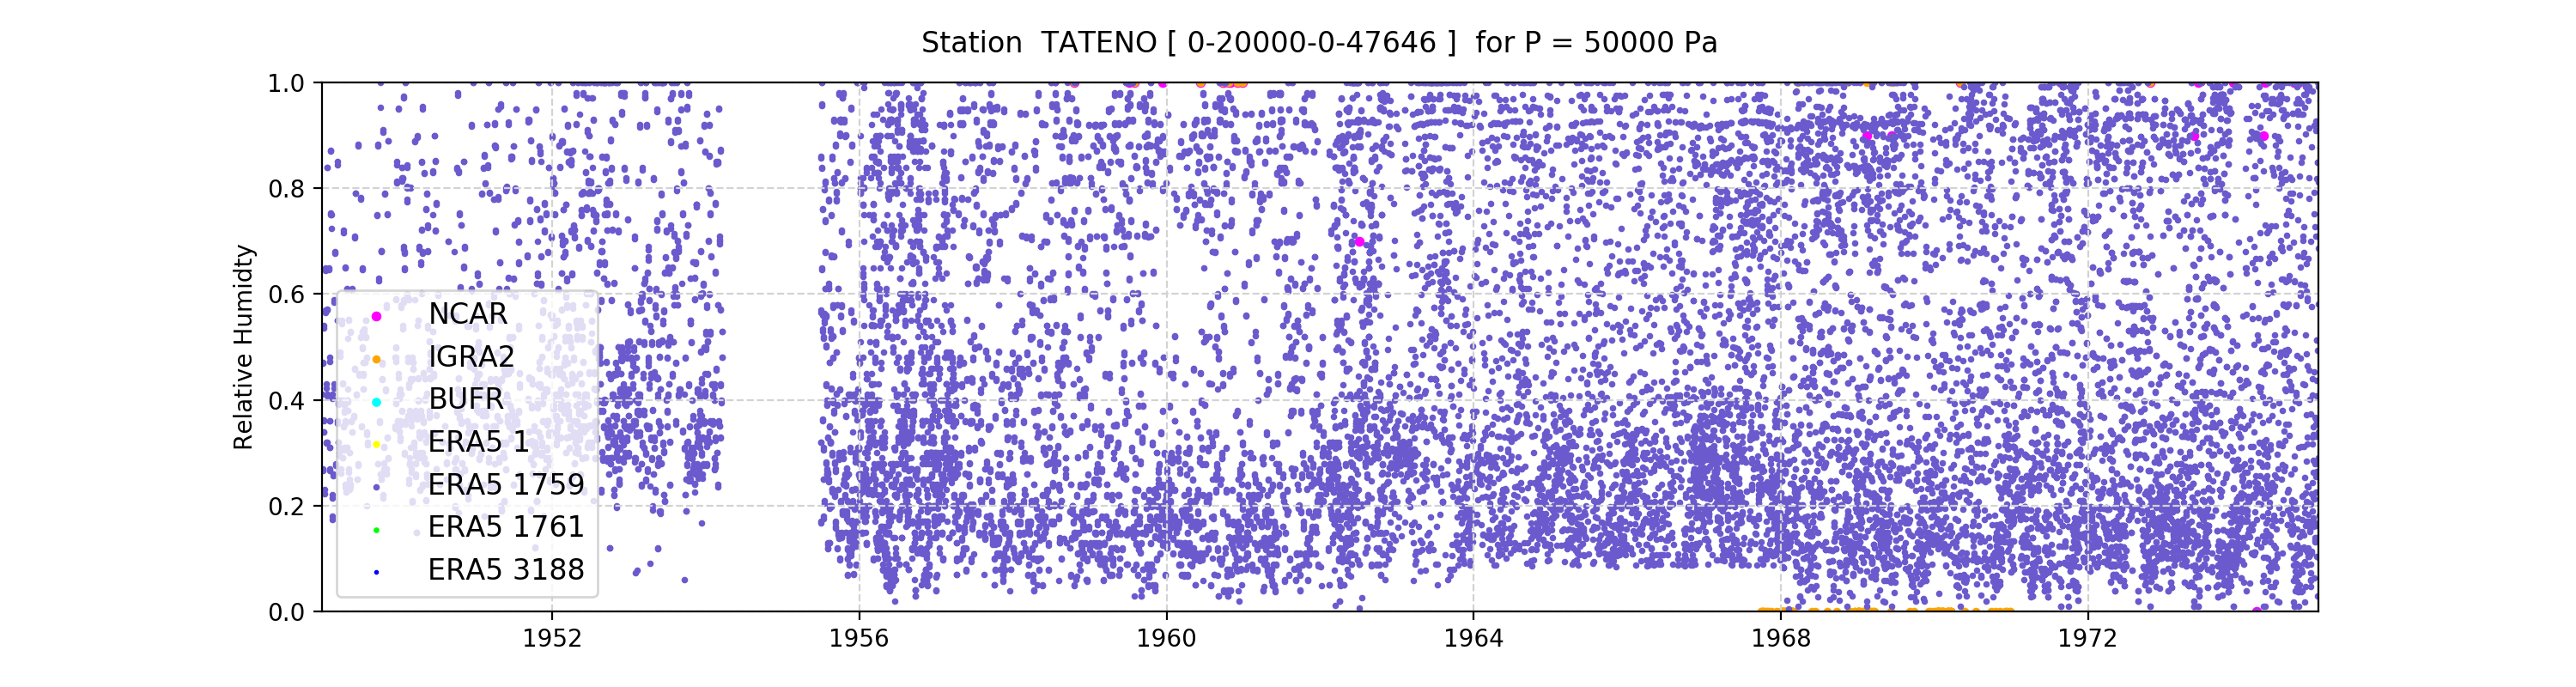 Station  TATENO [ 0-20000-0-47646 ]  for P = 50000 Pa
Relative Humidty
1.0
0.8
0.6
0.4
0.2
0.0
NCAR
IGRA2
BUFR
ERA5 1
ERA5 1759
ERA5 1761
ERA5 3188
1952 1956 1960 1964 1968 1972